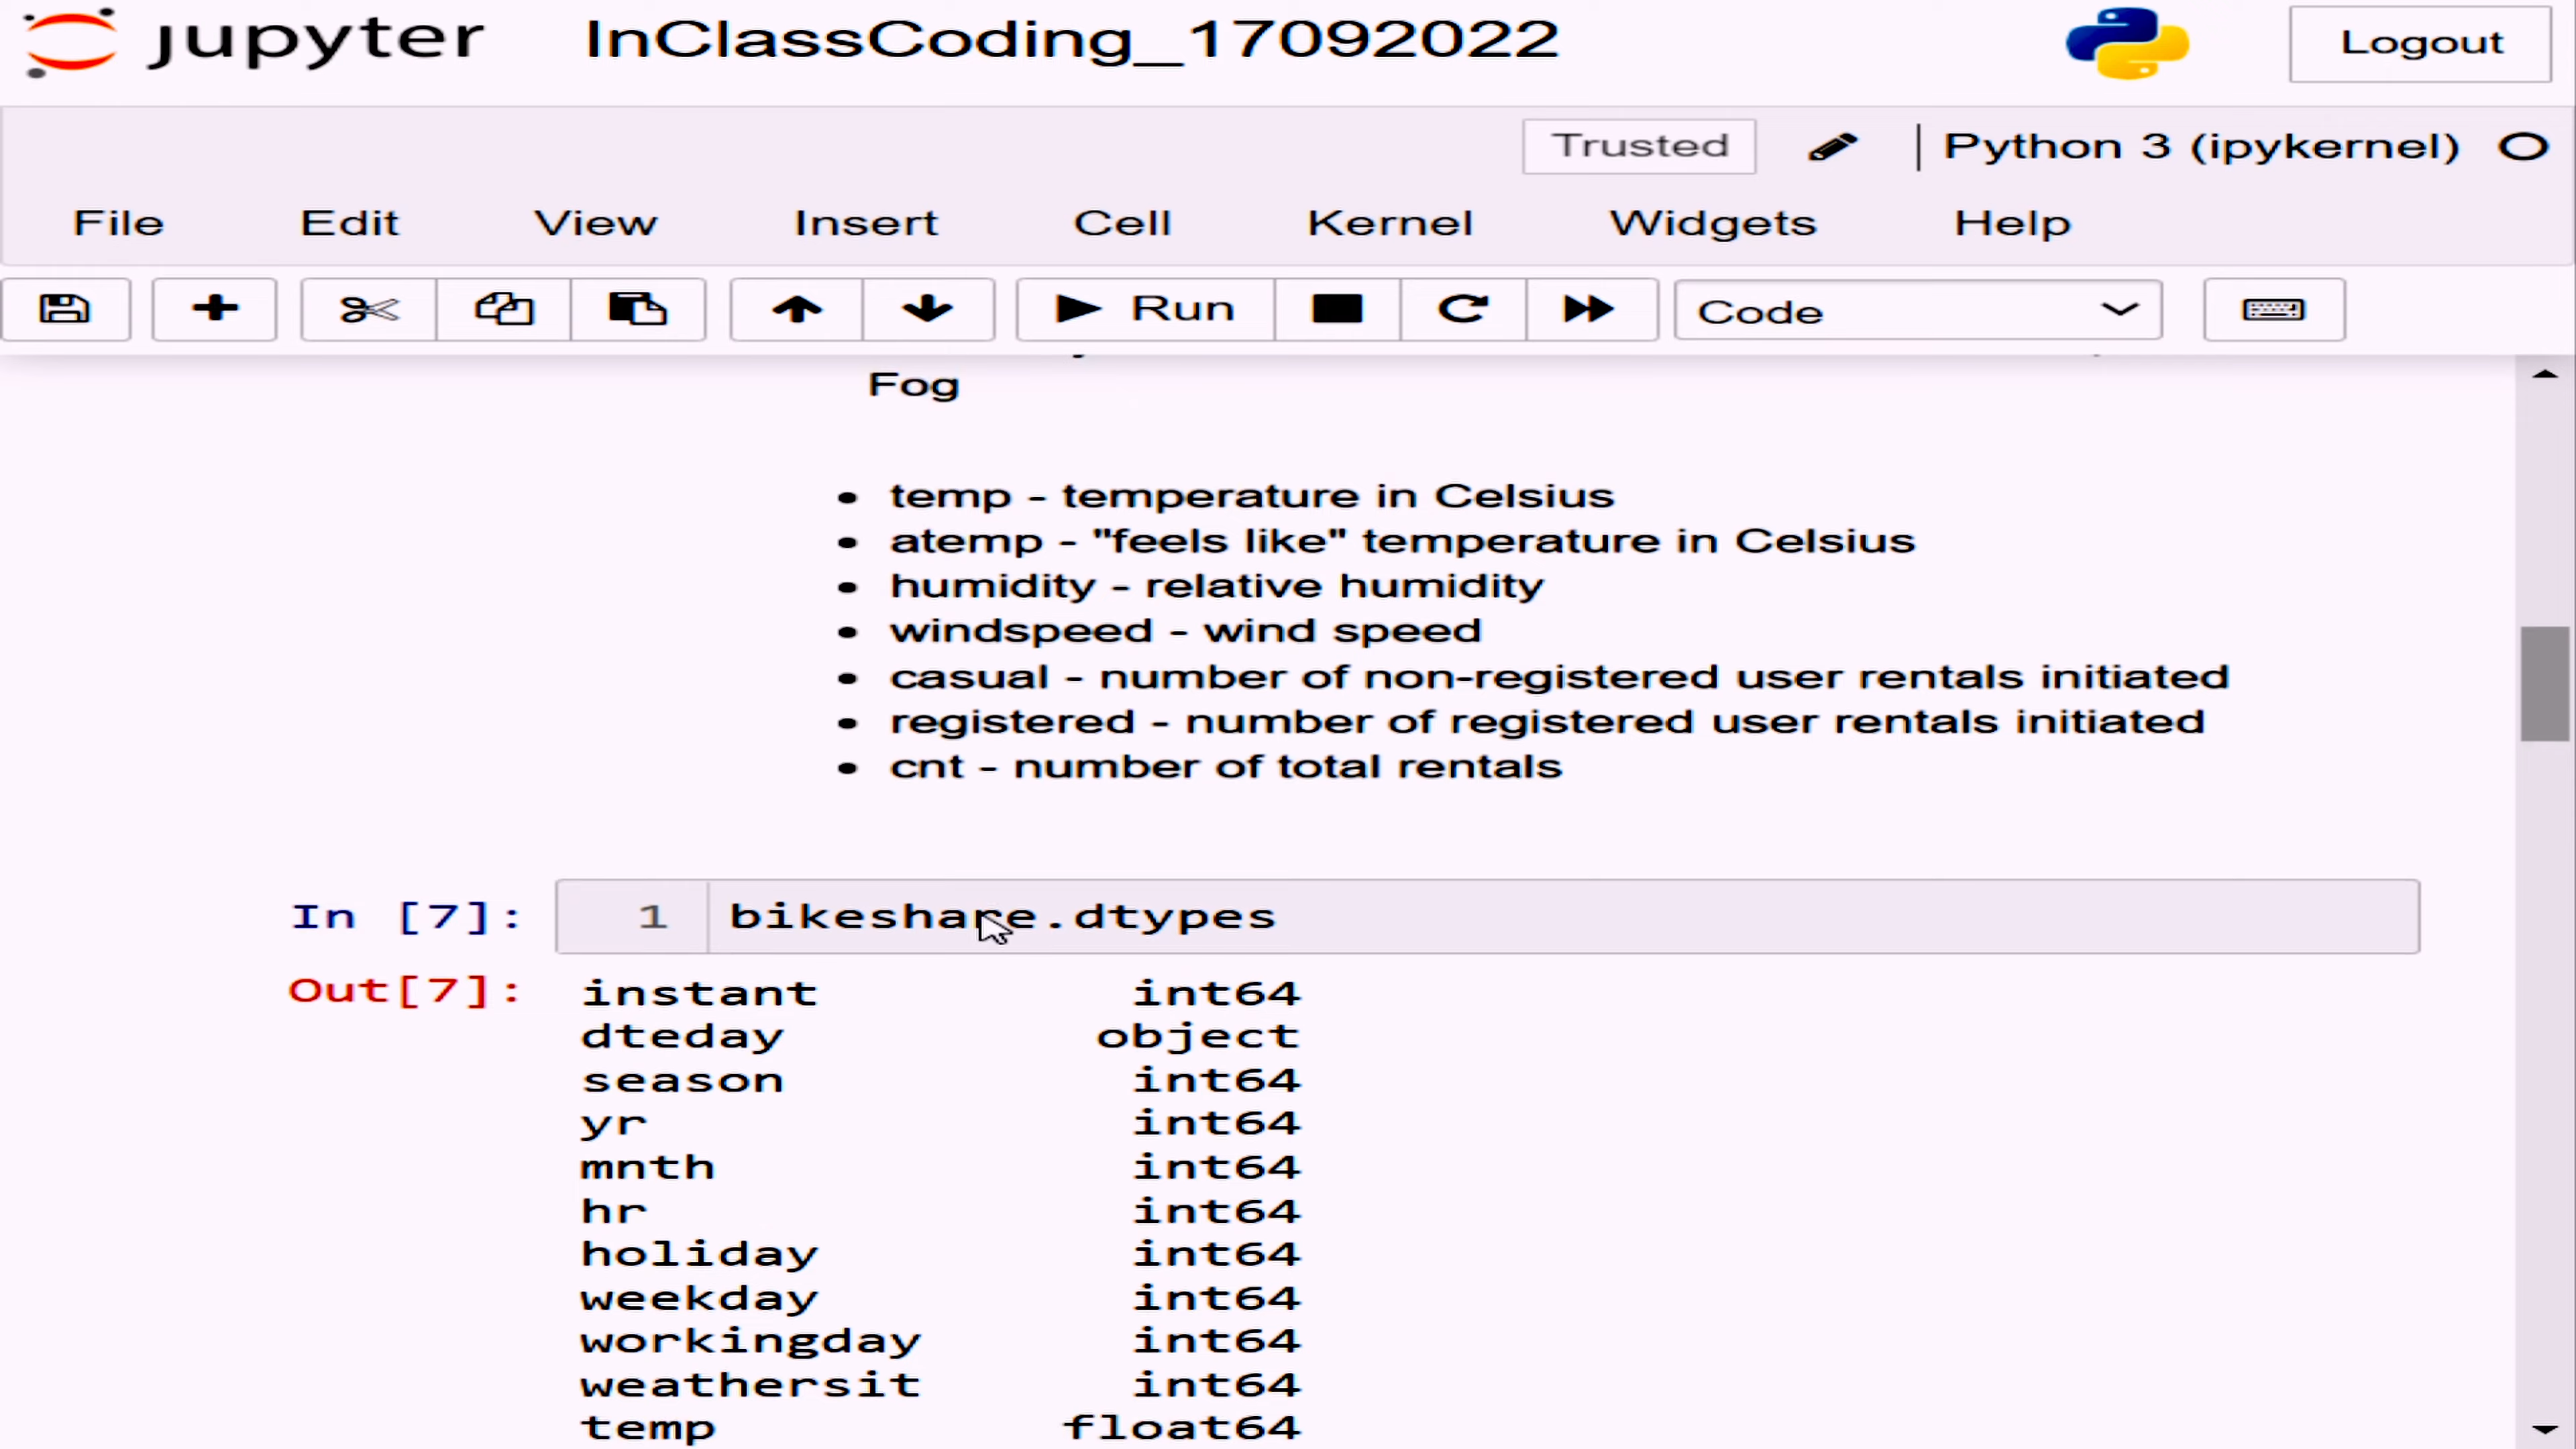 jupyter InClassCoding_17092022 Logout
Trusted Python 3 (ipykernel)
File Edit View Insert Cell Kernel Widgets Help
Run Code
Fog
• temp - temperature in Celsius
• atemp - "feels like" temperature in Celsius
• humidity - relative humidity
• windspeed - wind speed
• casual - number of non-registered user rentals initiated
• registered - number of registered user rentals initiated
• cnt - number of total rentals
In [7]: 1 bikeshare.dtypes
Out[7]: instant int64
dteday object
season int64
yr int64
mnth int64
hr int64
holiday int64
weekday int64
workingday int64
weathersit int64
temp float64